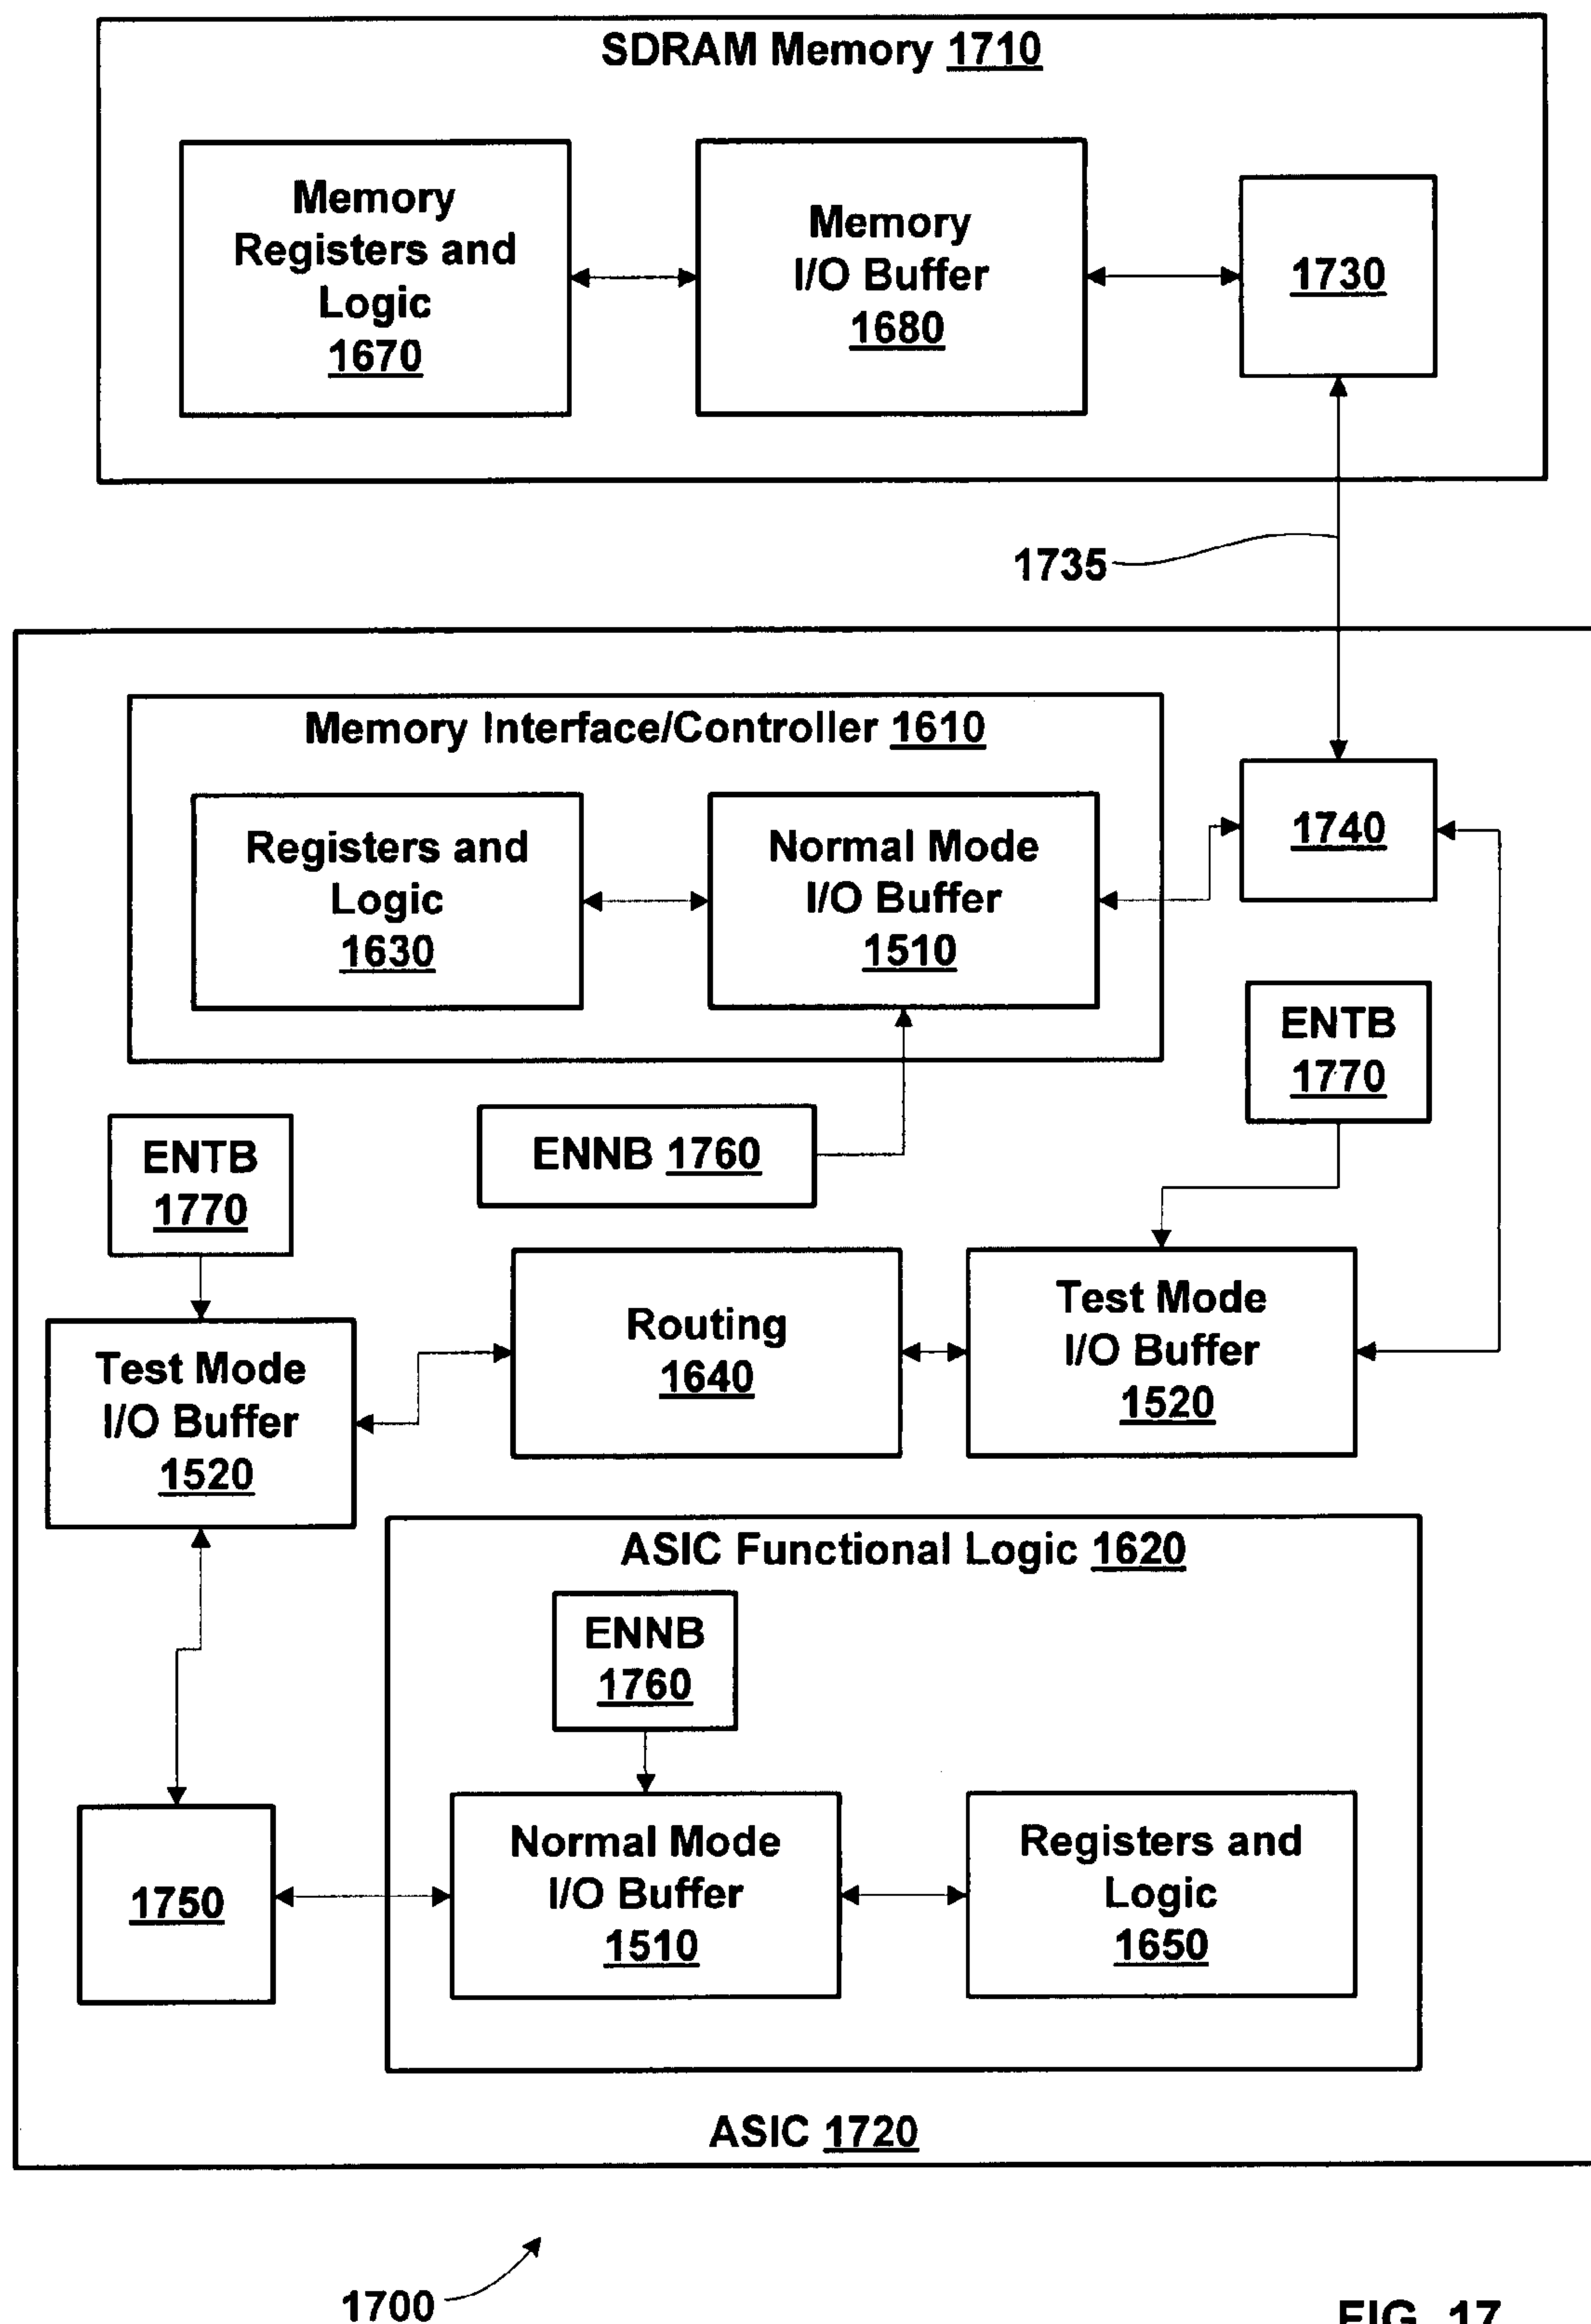 SDRAM Memory 1710
Memory
Registers and
Logic
1670
Memory
I/O Buffer
1680
1730
1735
Memory Interface/Controller 1610
Registers and
Logic
1630
Normal Mode
I/O Buffer
1510
1740
ENTB
1770
ENNB 1760
ENTB
1770
Test Mode
I/O Buffer
1520
Routing
1640
Test Mode
I/O Buffer
1520
ASIC Functional Logic 1620
ENNB
1760
1750
Normal Mode
I/O Buffer
1510
Registers and
Logic
1650
ASIC 1720
1700
FIG. 17